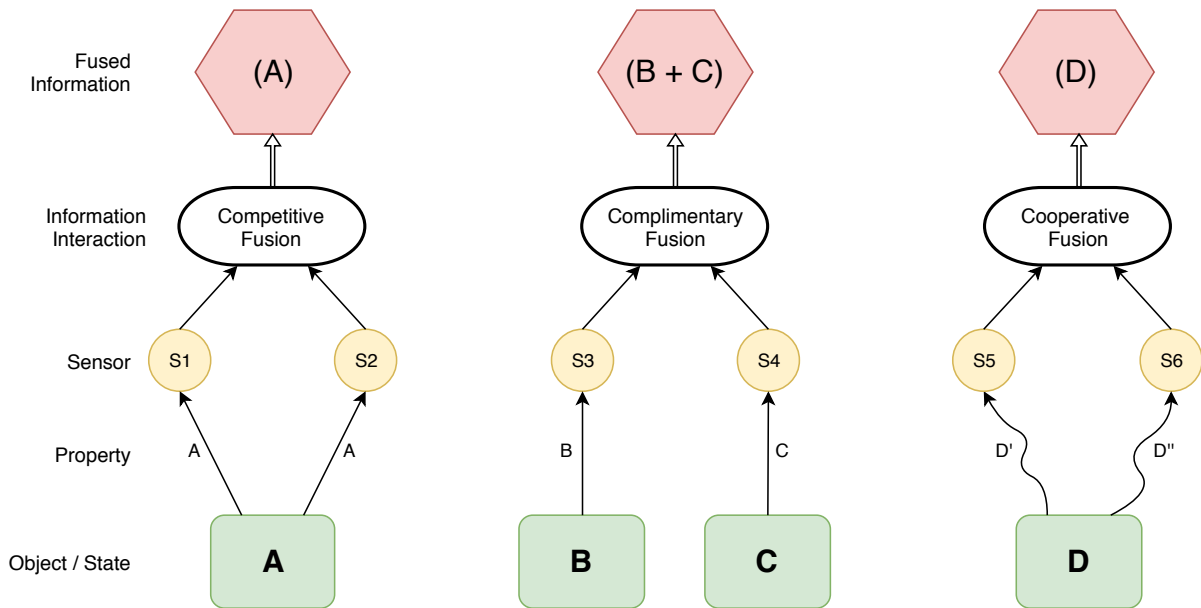 Fused
Information
(A)
(B + C)
(D)
Information
Interaction
Competitive
Fusion
Complimentary
Fusion
Cooperative
Fusion
Sensor
S1
S2
S3
S4
S5
S6
Property
A
A
B
C
D'
D"
Object / State
A
B
C
D